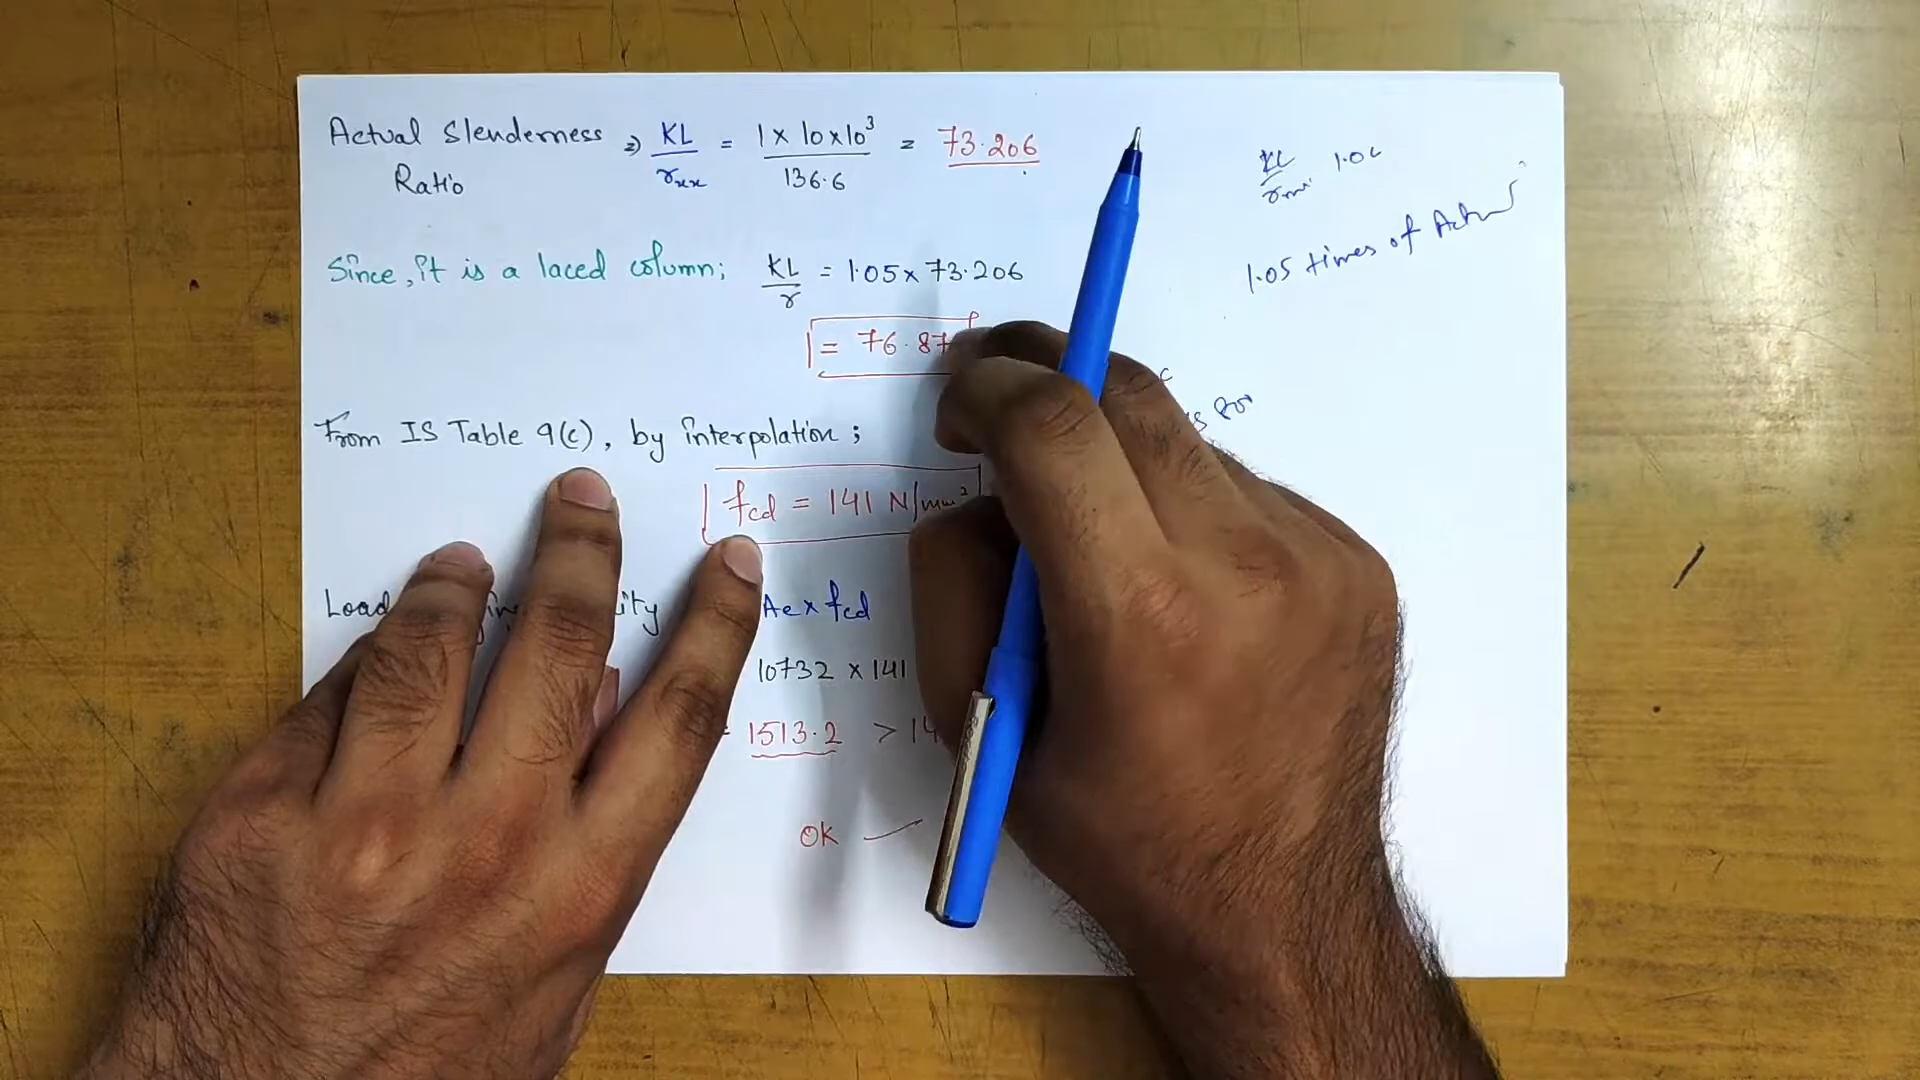 Actual Slenderness Ratio ⇒ KL/rxx = 1 × 10×10³/136.6 = 73.206
KL/rmin 1.0
1.05 times of Actual
Since, it is a laced column; KL/r = 1.05 × 73.206
= 76.87
From IS Table 9(c), by interpolation;
fcd = 141 N/mm²
Load Ae × fcd
10732 × 141
= 1513.2 > 14
OK